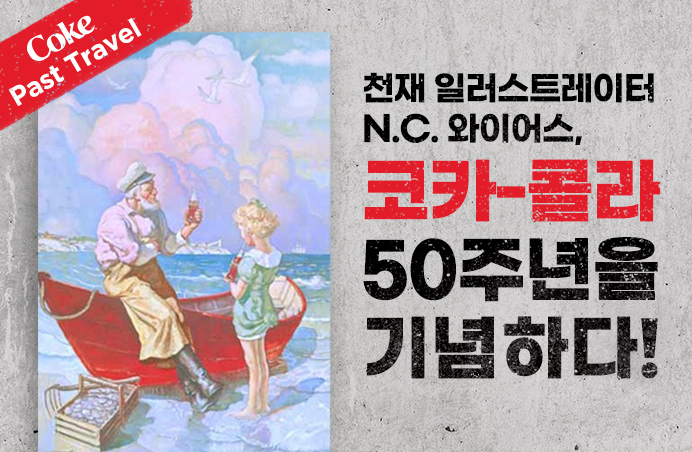 Coke
Past Travel
천재 일러스트레이터
N.C. 와이어스,
코카-콜라
50주년을
기념하다!